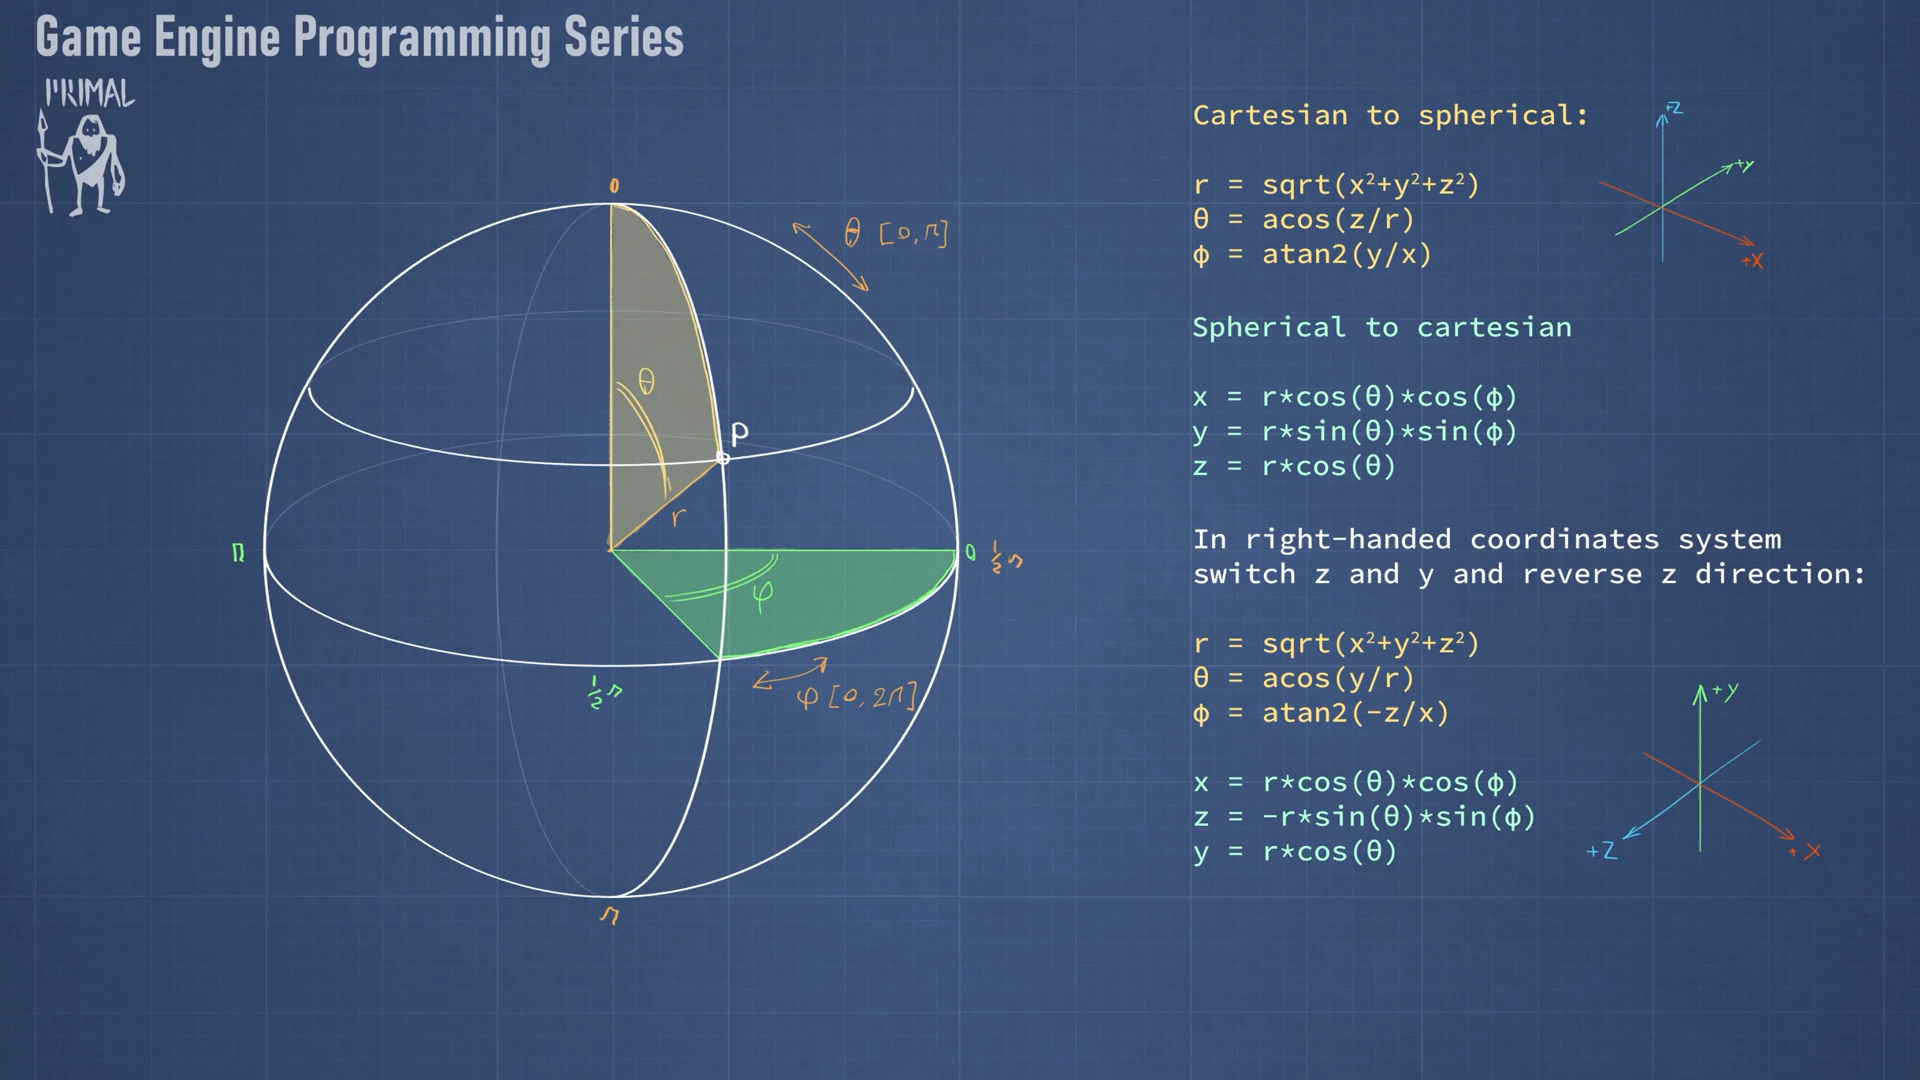 Game Engine Programming Series
PRIMAL
0
θ [0,π]
θ
P
r
π
φ
0
½π
½π
φ [0,2π]
π
Cartesian to spherical:
r = sqrt(x²+y²+z²)
θ = acos(z/r)
ϕ = atan2(y/x)
+Z
+y
+X
Spherical to cartesian
x = r*cos(θ)*cos(ϕ)
y = r*sin(θ)*sin(ϕ)
z = r*cos(θ)
In right-handed coordinates system
switch z and y and reverse z direction:
r = sqrt(x²+y²+z²)
θ = acos(y/r)
ϕ = atan2(-z/x)
x = r*cos(θ)*cos(ϕ)
z = -r*sin(θ)*sin(ϕ)
y = r*cos(θ)
+y
+Z
+X